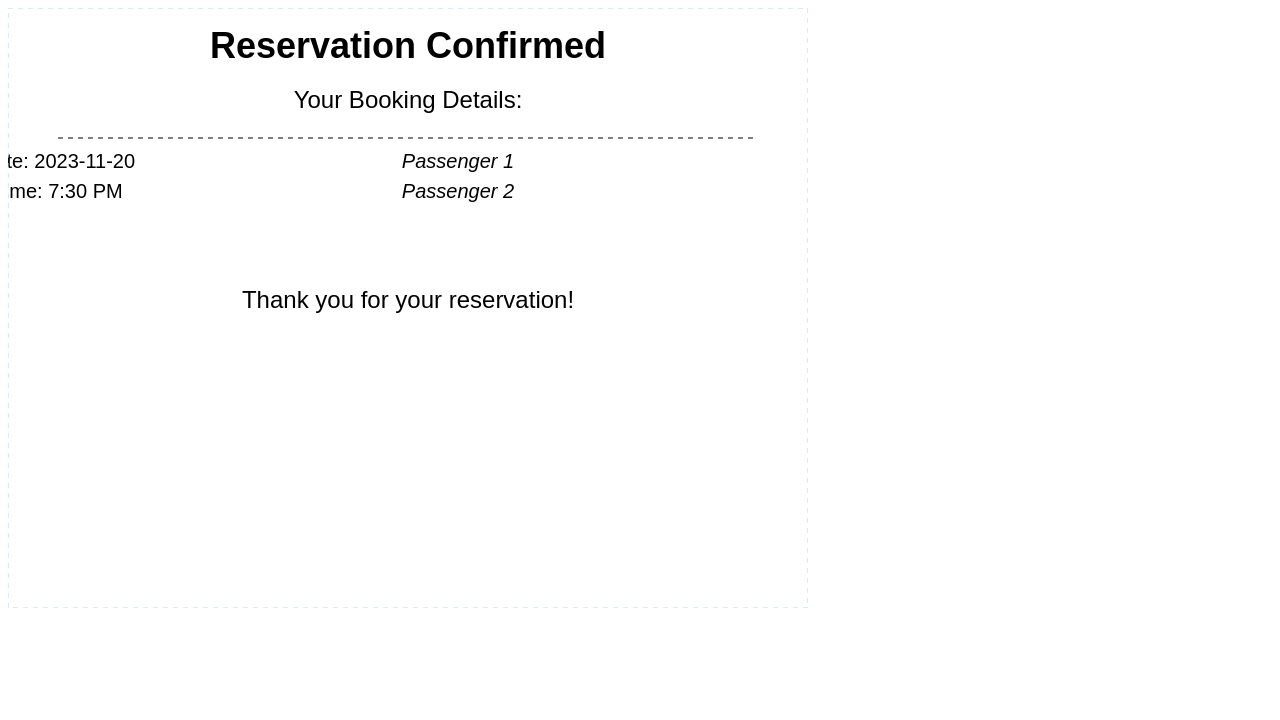 Reservation Confirmed
Your Booking Details:
te: 2023-11-20 Passenger 1
me: 7:30 PM Passenger 2
Thank you for your reservation!